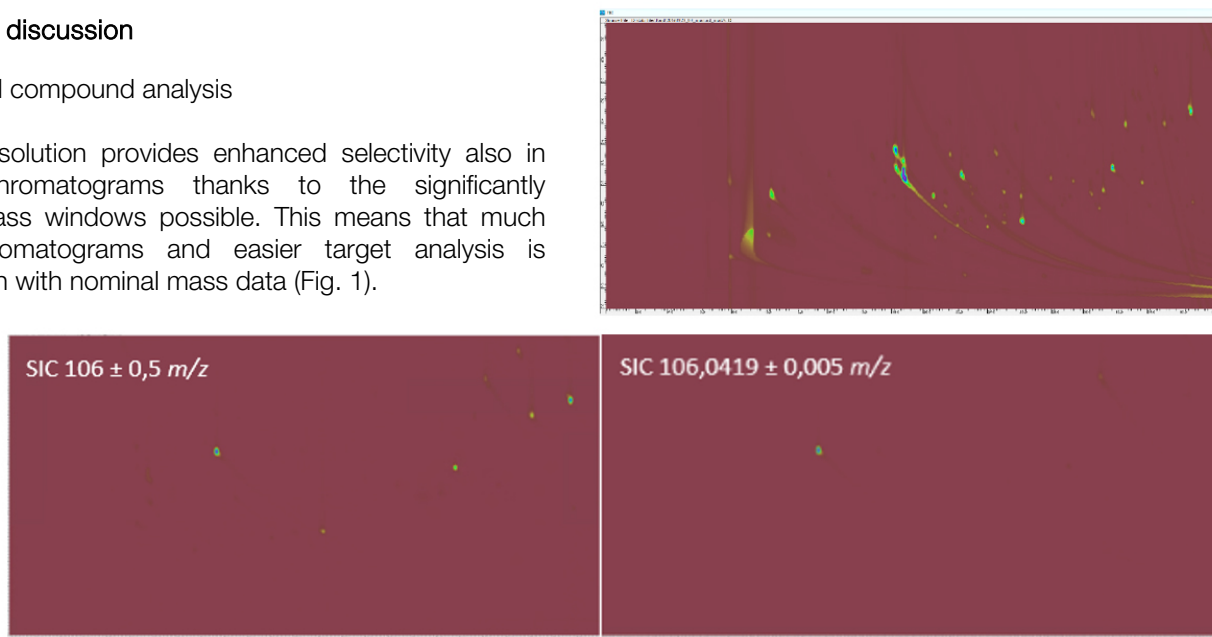 discussion
compound analysis
solution provides enhanced selectivity also in
hromatograms thanks to the significantly
ass windows possible. This means that much
omatograms and easier target analysis is
n with nominal mass data (Fig. 1).
SIC 106 ± 0,5 m/z
SIC 106,0419 ± 0,005 m/z